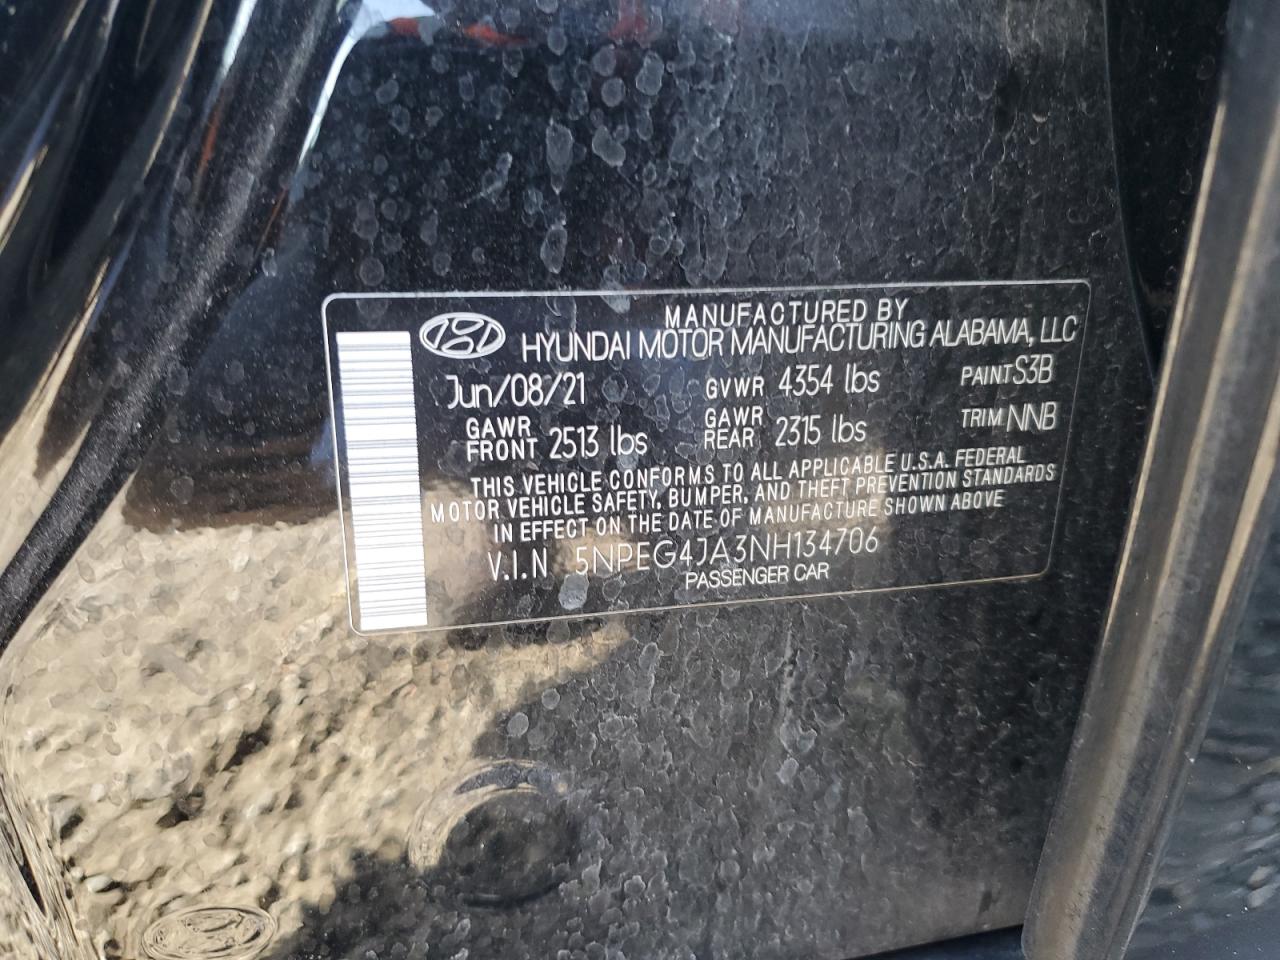 MANUFACTURED BY
HYUNDAI MOTOR MANUFACTURING ALABAMA, LLC
Jun/08/21 GVWR 4354 lbs PAINT S3B
GAWR FRONT 2513 lbs GAWR REAR 2315 lbs TRIM NNB
THIS VEHICLE CONFORMS TO ALL APPLICABLE U.S.A. FEDERAL
MOTOR VEHICLE SAFETY, BUMPER, AND THEFT PREVENTION STANDARDS
IN EFFECT ON THE DATE OF MANUFACTURE SHOWN ABOVE
V.I.N 5NPEG4JA3NH134706
PASSENGER CAR